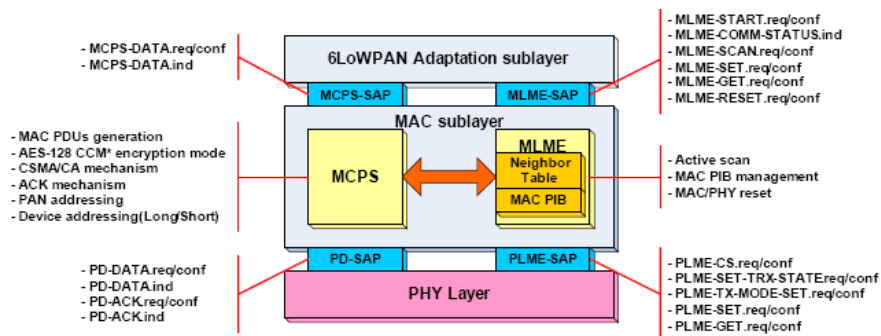 - MCPS-DATA.req/conf
- MCPS-DATA.ind
6LoWPAN Adaptation sublayer
- MLME-START.req/conf
- MLME-COMM-STATUS.ind
- MLME-SCAN.req/conf
- MLME-SET.req/conf
- MLME-GET.req/conf
- MLME-RESET.req/conf
MCPS-SAP
MLME-SAP
MAC sublayer
- MAC PDUs generation
- AES-128 CCM* encryption mode
- CSMA/CA mechanism
- ACK mechanism
- PAN addressing
- Device addressing(Long/Short)
MCPS
MLME
Neighbor
Table
MAC PIB
- Active scan
- MAC PIB management
- MAC/PHY reset
PD-SAP
PLME-SAP
- PD-DATA.req/conf
- PD-DATA.ind
- PD-ACK.req/conf
- PD-ACK.ind
PHY Layer
- PLME-CS.req/conf
- PLME-SET-TRX-STATE.req/conf
- PLME-TX-MODE-SET.req/conf
- PLME-SET.req/conf
- PLME-GET.req/conf